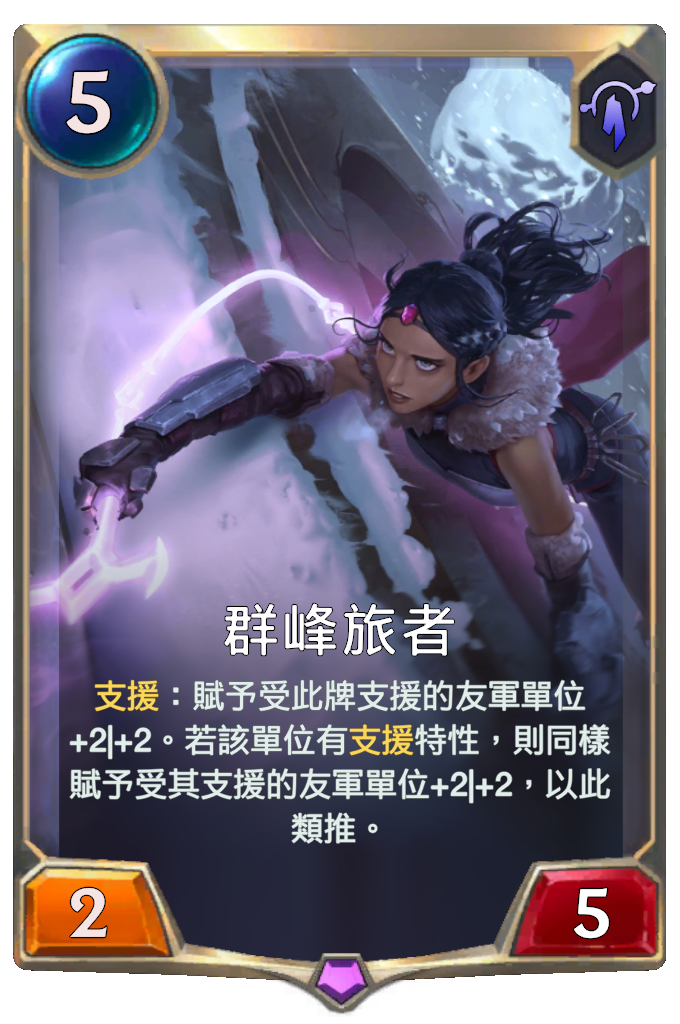 5
群峰旅者
支援：賦予受此牌支援的友軍單位
+2|+2。若該單位有支援特性，則同樣
賦予受其支援的友軍單位+2|+2，以此
類推。
2
5